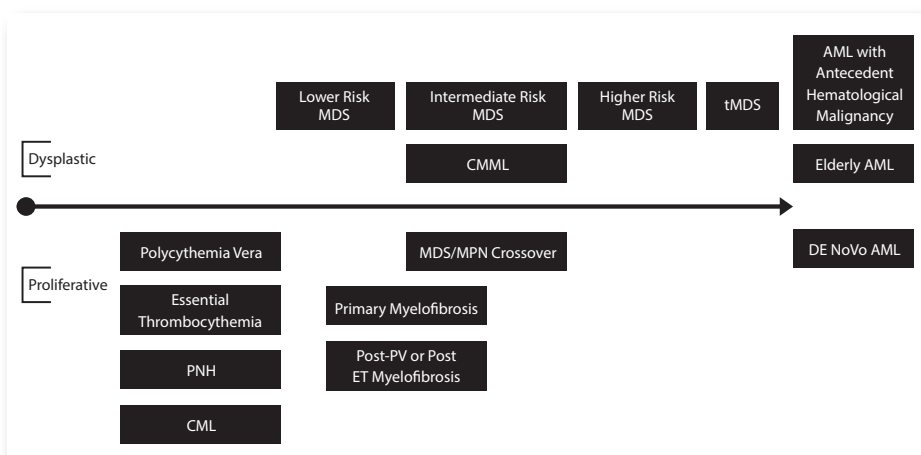 Lower Risk
MDS
Intermediate Risk
MDS
Higher Risk
MDS
tMDS
AML with
Antecedent
Hematological
Malignancy
Dysplastic
CMML
Elderly AML
Polycythemia Vera
MDS/MPN Crossover
DE NoVo AML
Proliferative
Essential
Thrombocythemia
Primary Myelofibrosis
PNH
Post-PV or Post
ET Myelofibrosis
CML